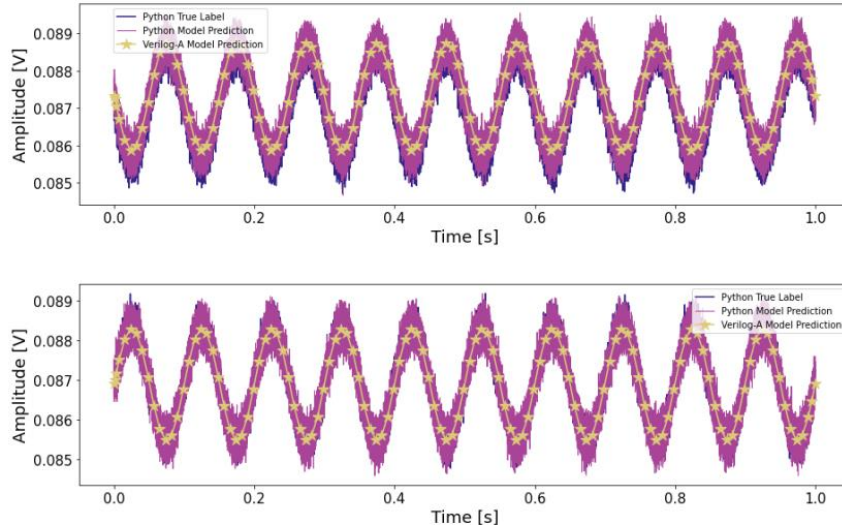 Python True Label
Python Model Prediction
Verilog-A Model Prediction
Amplitude [V]
0.089
0.088
0.087
0.086
0.085
0.0 0.2 0.4 0.6 0.8 1.0
Time [s]
Python True Label
Python Model Prediction
Verilog-A Model Prediction
Amplitude [V]
0.089
0.088
0.087
0.086
0.085
0.0 0.2 0.4 0.6 0.8 1.0
Time [s]